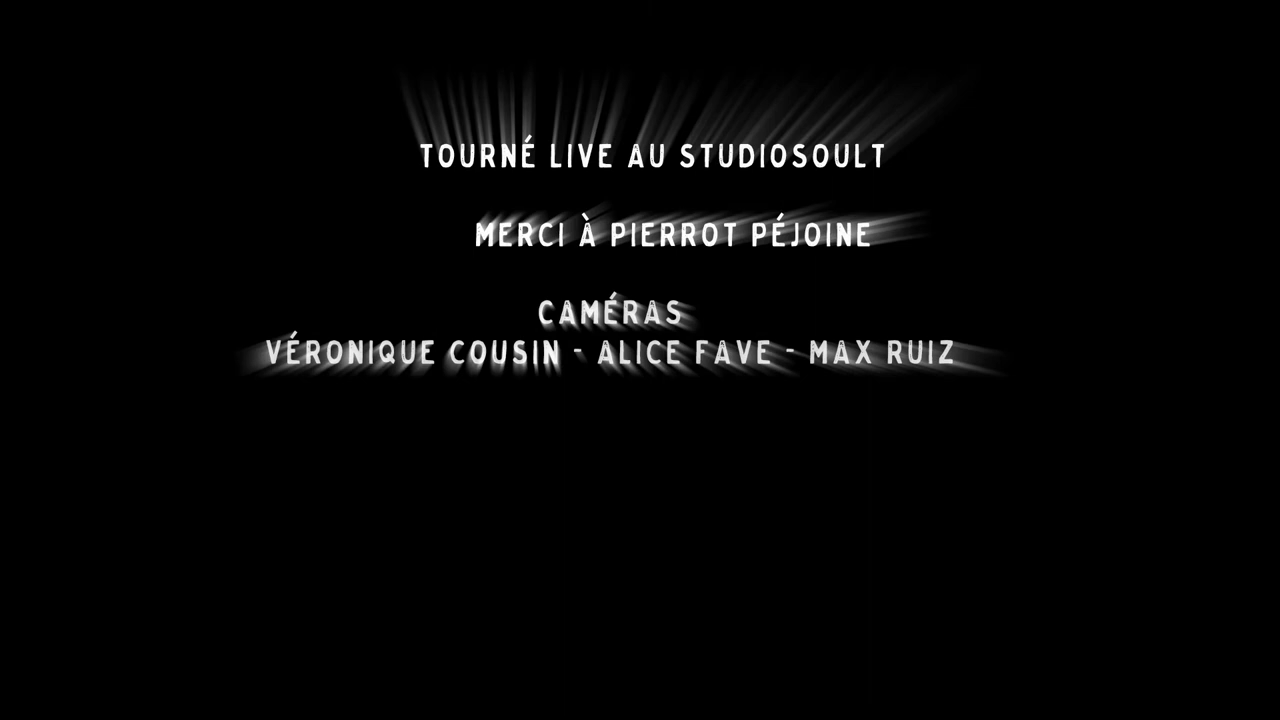 TOURNÉ LIVE AU STUDIOSOULT
MERCI À PIERROT PÉJOINE
CAMÉRAS
VÉRONIQUE COUSIN - ALICE FAVE - MAX RUIZ